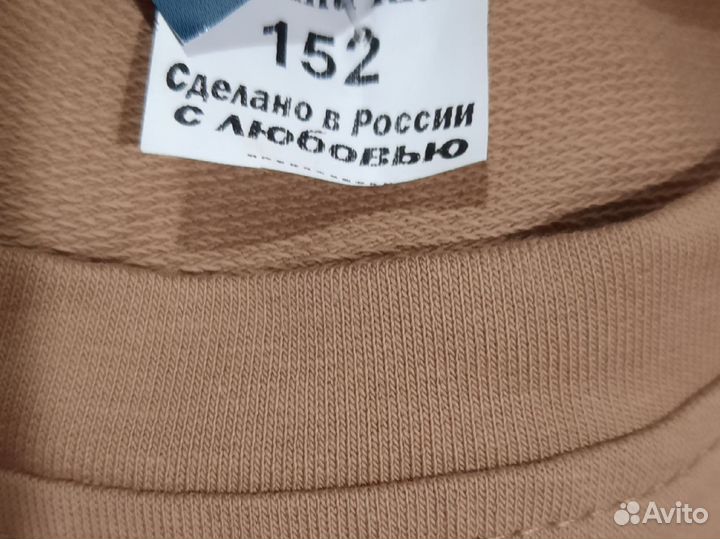 152
Сделано в России
с любовью
Avito